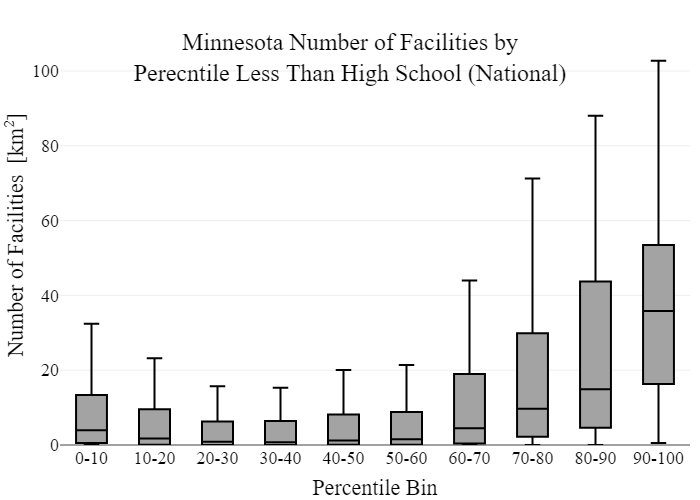 Minnesota Number of Facilities by
Perecntile Less Than High School (National)
Number of Facilities [km²]
100
80
60
40
20
0
0-10 10-20 20-30 30-40 40-50 50-60 60-70 70-80 80-90 90-100
Percentile Bin